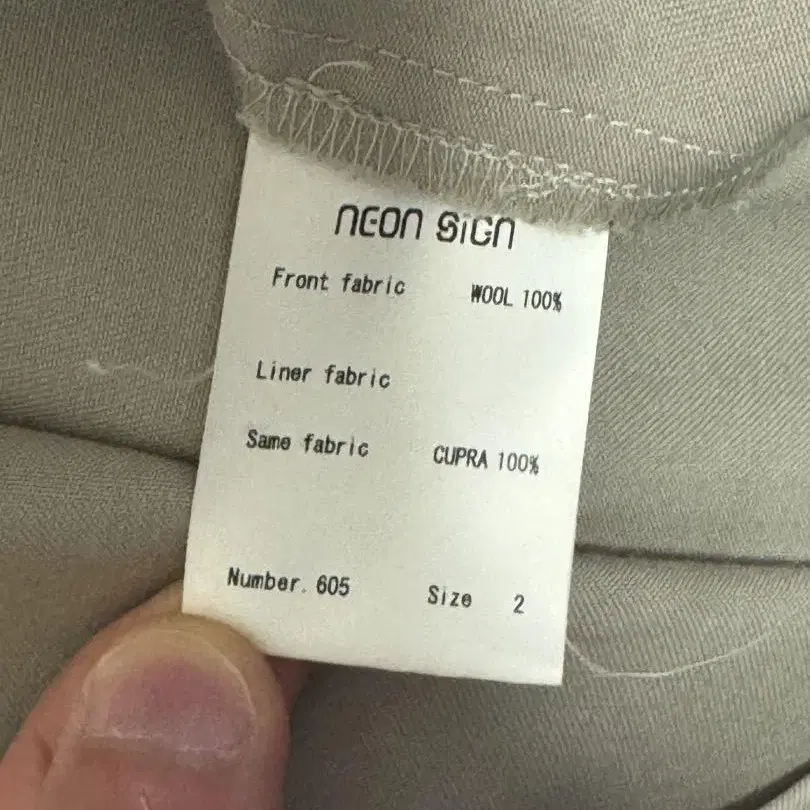 NEON SIGN
Front fabric WOOL 100%
Liner fabric
Same fabric CUPRA 100%
Number. 605 Size 2